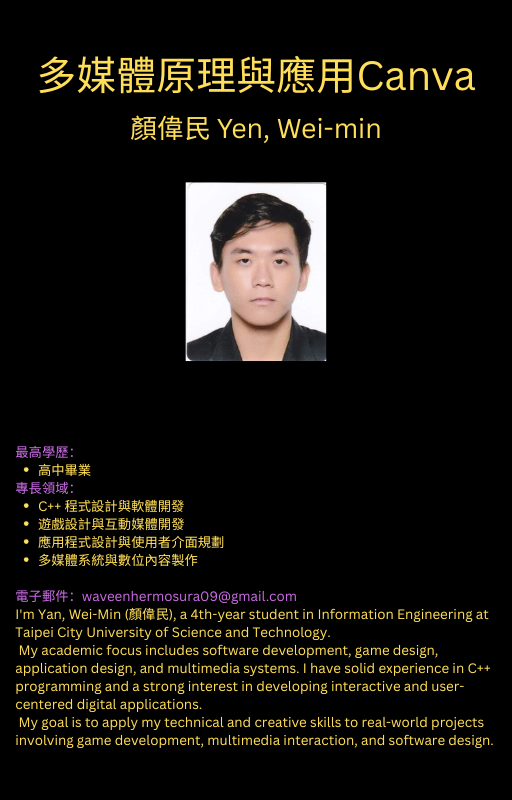 多媒體原理與應用Canva
顏偉民 Yen, Wei-min
最高學歷：
• 高中畢業
專長領域：
• C++ 程式設計與軟體開發
• 遊戲設計與互動媒體開發
• 應用程式設計與使用者介面規劃
• 多媒體系統與數位內容製作
電子郵件：waveenhermosura09@gmail.com
I'm Yan, Wei-Min (顏偉民), a 4th-year student in Information Engineering at
Taipei City University of Science and Technology.
My academic focus includes software development, game design,
application design, and multimedia systems. I have solid experience in C++
programming and a strong interest in developing interactive and user-
centered digital applications.
My goal is to apply my technical and creative skills to real-world projects
involving game development, multimedia interaction, and software design.